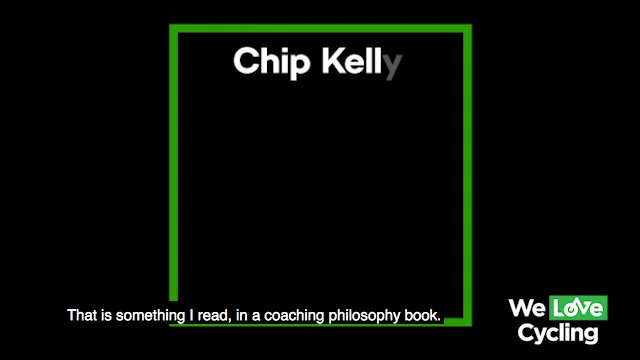 Chip Kelly
That is something I read, in a coaching philosophy book.
We Love
Cycling